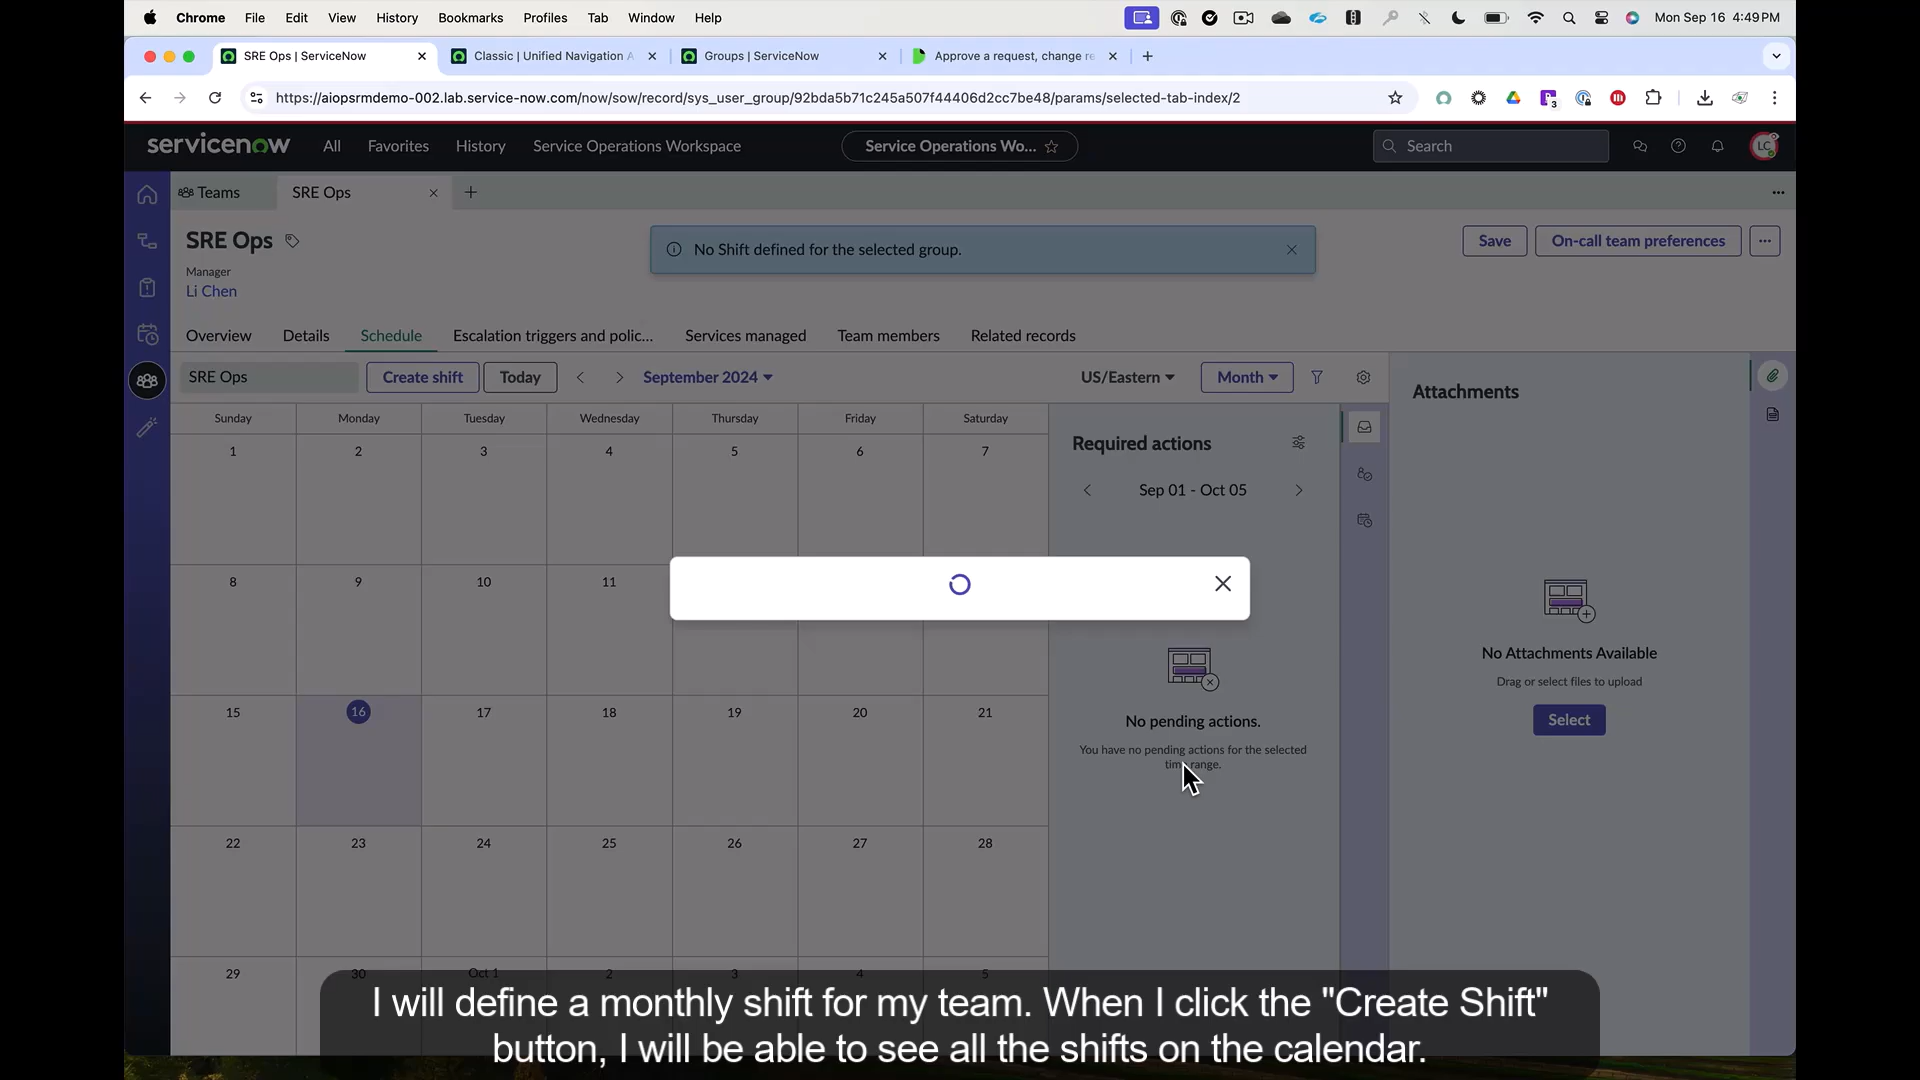 Chrome File Edit View History Bookmarks Profiles Tab Window Help
Mon Sep 16 4:49 PM
SRE Ops | ServiceNow
Classic | Unified Navigation A
Groups | ServiceNow
Approve a request, change re
https://aiopsrmdemo-002.lab.service-now.com/now/sow/record/sys_user_group/92bda5b71c245a507f44406d2cc7be48/params/selected-tab-index/2
3
servicenow All Favorites History Service Operations Workspace
Service Operations Wo...
Search
LC
Teams
SRE Ops
SRE Ops
Manager
Li Chen
No Shift defined for the selected group.
Save
On-call team preferences
Overview Details Schedule Escalation triggers and polic... Services managed Team members Related records
SRE Ops Create shift Today September 2024 US/Eastern Month
Sunday Monday Tuesday Wednesday Thursday Friday Saturday
1 2 3 4 5 6 7
8 9 10 11
15 16 17 18 19 20 21
22 23 24 25 26 27 28
29 30 Oct 1 2 3 4 5
Required actions
Sep 01 - Oct 05
No pending actions.
You have no pending actions for the selected
time range.
Attachments
No Attachments Available
Drag or select files to upload
Select
I will define a monthly shift for my team. When I click the "Create Shift"
button, I will be able to see all the shifts on the calendar.